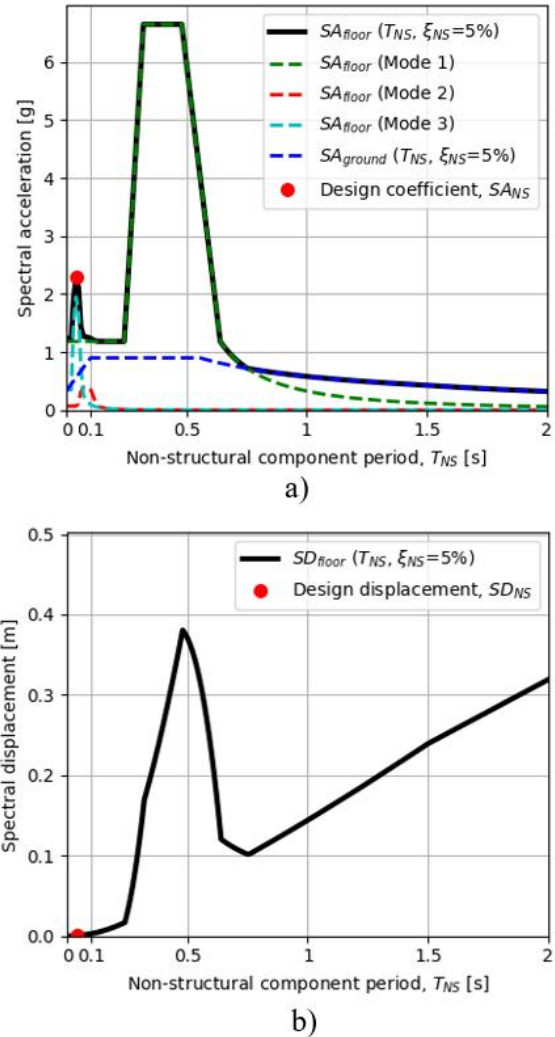 SA_floor (T_NS, ξ_NS=5%)
SA_floor (Mode 1)
SA_floor (Mode 2)
SA_floor (Mode 3)
SA_ground (T_NS, ξ_NS=5%)
Design coefficient, SA_NS
Spectral acceleration [g]
6
5
4
3
2
1
0
0 0.1 0.5 1 1.5 2
Non-structural component period, T_NS [s]
a)
SD_floor (T_NS, ξ_NS=5%)
Design displacement, SD_NS
Spectral displacement [m]
0.5
0.4
0.3
0.2
0.1
0.0
0 0.1 0.5 1 1.5 2
Non-structural component period, T_NS [s]
b)